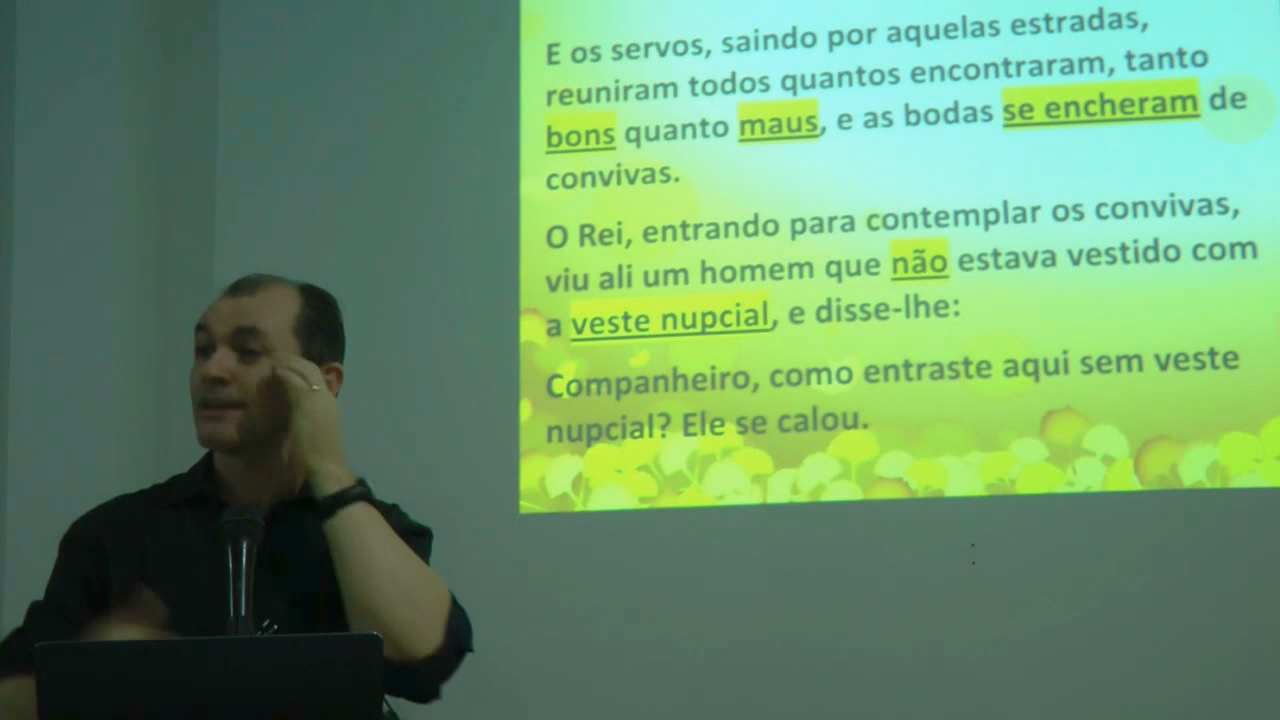 E os servos, saindo por aquelas estradas,
reuniram todos quantos encontraram, tanto
bons quanto maus, e as bodas se encheram de
convivas.
O Rei, entrando para contemplar os convivas,
viu ali um homem que não estava vestido com
a veste nupcial, e disse-lhe:
Companheiro, como entraste aqui sem veste
nupcial? Ele se calou.